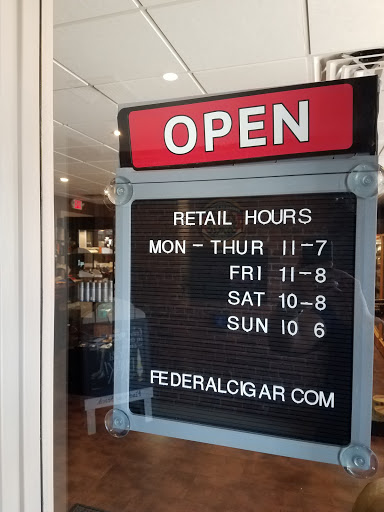 OPEN
RETAIL HOURS
MON - THUR 11-7
FRI 11-8
SAT 10-8
SUN 10 6
FEDERALCIGAR COM